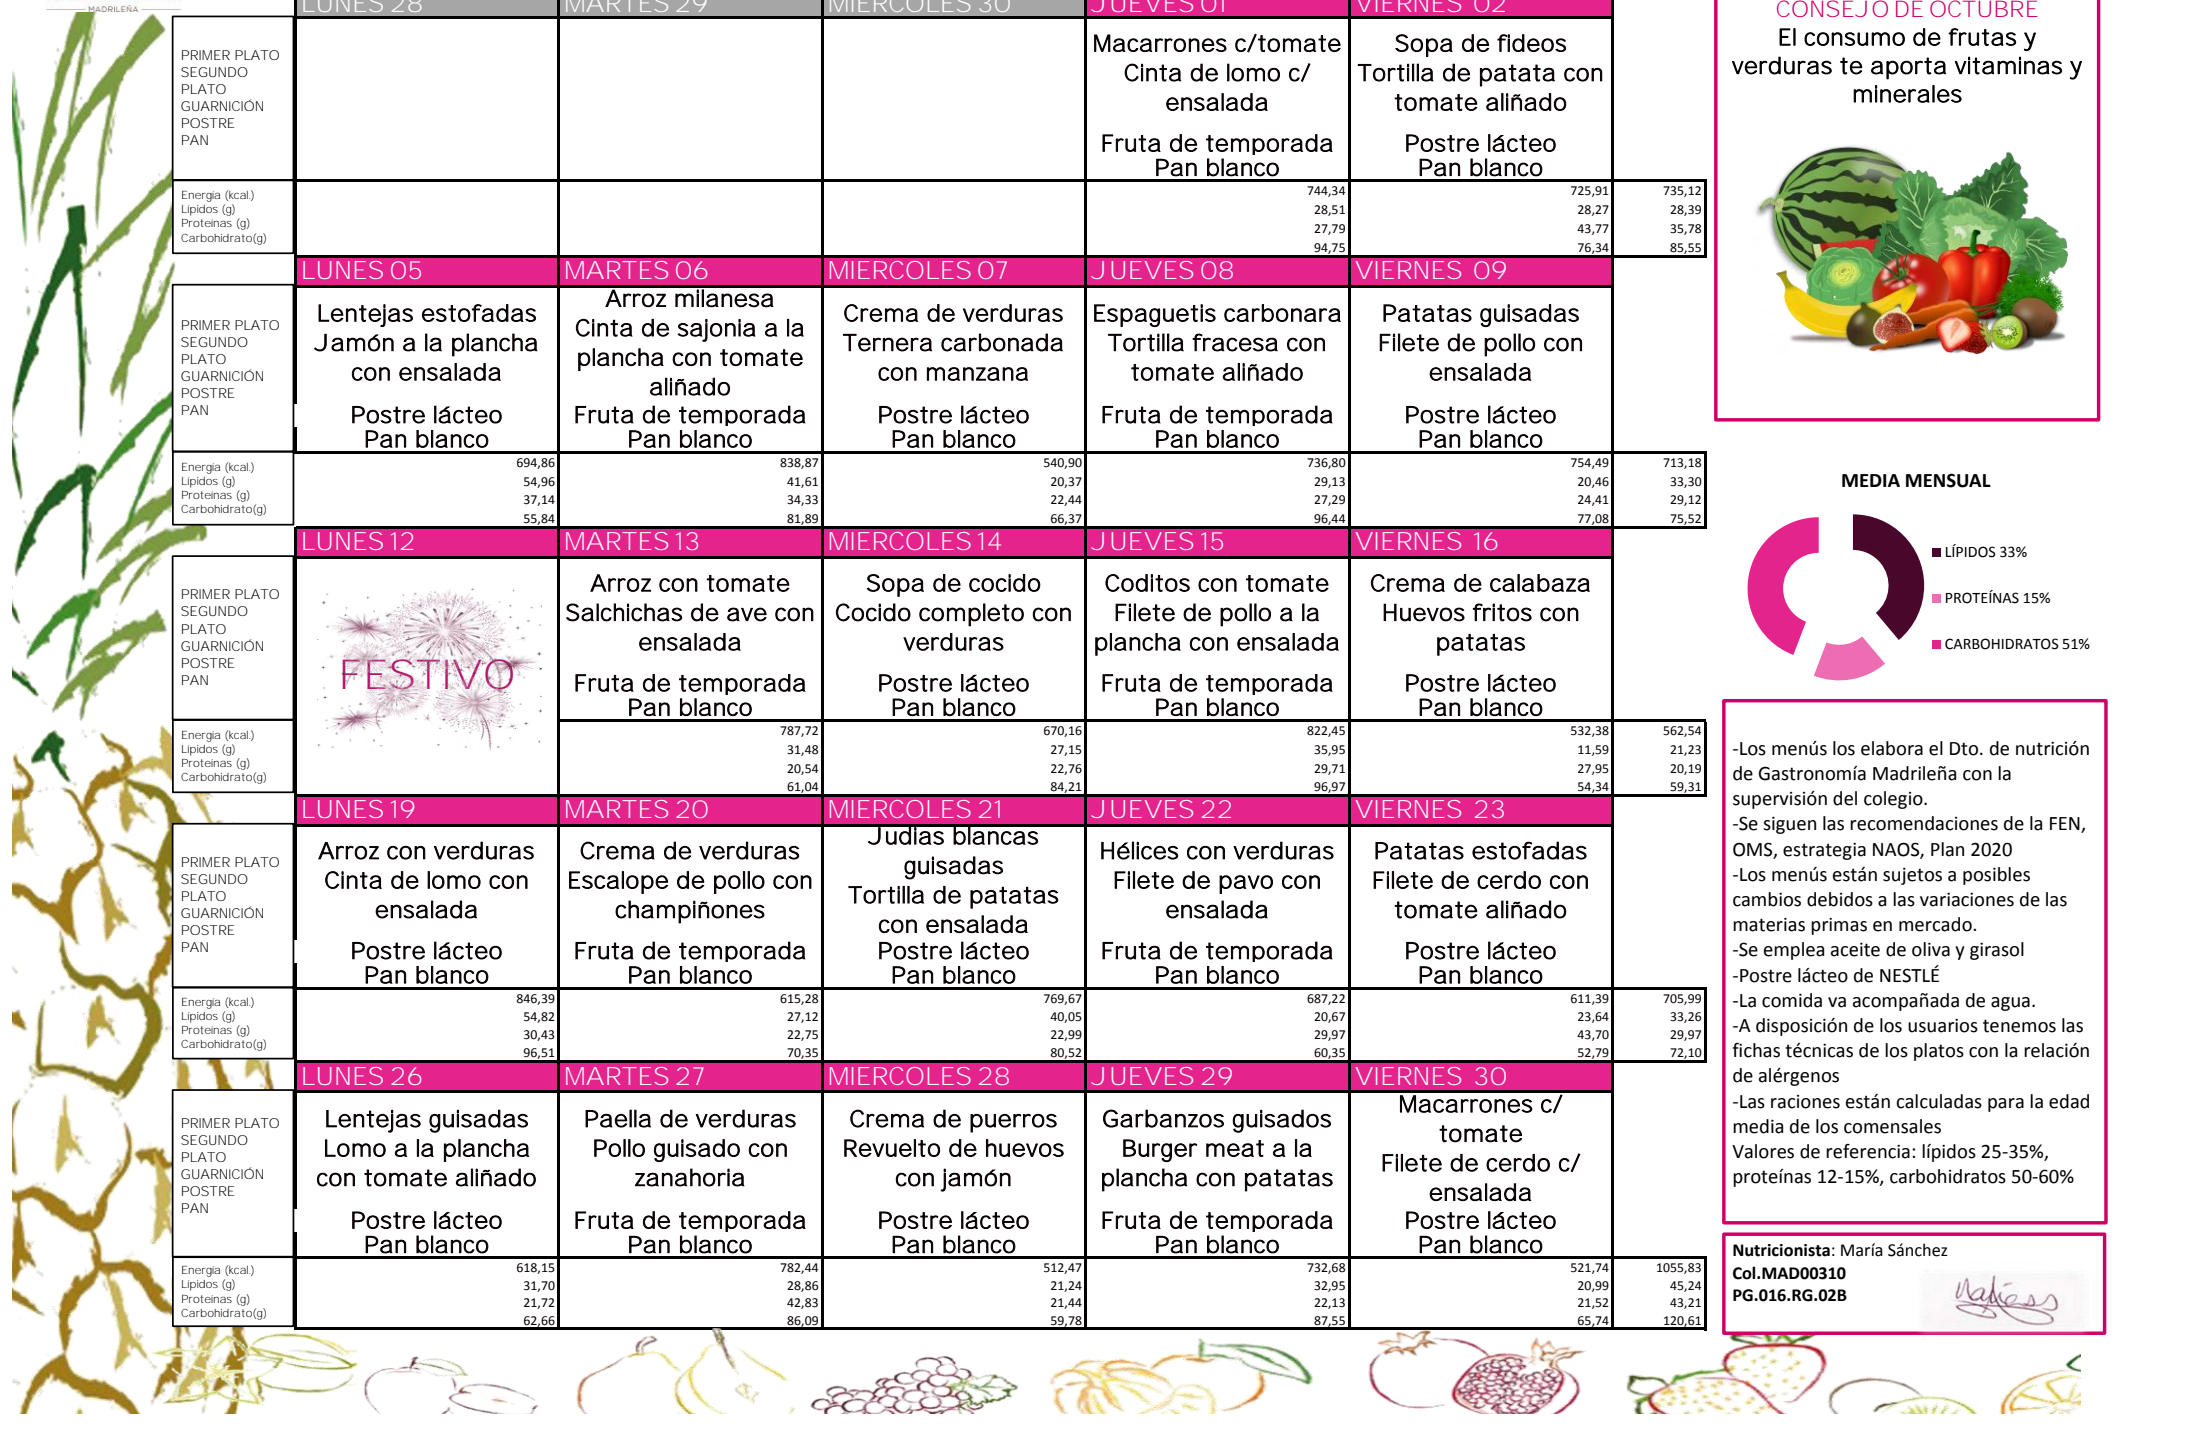 MADRILEÑA
LUNES 28
MARTES 29
MIERCOLES 30
JUEVES 01
VIERNES 02
PRIMER PLATO
SEGUNDO
PLATO
GUARNICIÓN
POSTRE
PAN
Macarrones c/tomate
Cinta de lomo c/
ensalada
Fruta de temporada
Pan blanco
Sopa de fideos
Tortilla de patata con
tomate aliñado
Postre lácteo
Pan blanco
Energia (kcal.)
Lípidos (g)
Proteinas (g)
Carbohidrato(g)
744,34
28,51
27,79
94,75
725,91
28,27
43,77
76,34
735,12
28,39
35,78
85,55
LUNES 05
MARTES 06
MIERCOLES 07
JUEVES 08
VIERNES 09
PRIMER PLATO
SEGUNDO
PLATO
GUARNICIÓN
POSTRE
PAN
Lentejas estofadas
Jamón a la plancha
con ensalada
Postre lácteo
Pan blanco
Arroz milanesa
Cinta de sajonia a la
plancha con tomate
aliñado
Fruta de temporada
Pan blanco
Crema de verduras
Ternera carbonada
con manzana
Postre lácteo
Pan blanco
Espaguetis carbonara
Tortilla fracesa con
tomate aliñado
Fruta de temporada
Pan blanco
Patatas guisadas
Filete de pollo con
ensalada
Postre lácteo
Pan blanco
Energia (kcal.)
Lipidos (g)
Proteinas (g)
Carbohidrato(g)
694,86
54,96
37,14
55,84
838,87
41,61
34,33
81,89
540,90
20,37
22,44
66,37
736,80
29,13
27,29
96,44
754,49
20,46
24,41
77,08
713,18
33,30
29,12
75,52
LUNES 12
MARTES 13
MIERCOLES 14
JUEVES 15
VIERNES 16
PRIMER PLATO
SEGUNDO
PLATO
GUARNICIÓN
POSTRE
PAN
FESTIVO
Arroz con tomate
Salchichas de ave con
ensalada
Fruta de temporada
Pan blanco
Sopa de cocido
Cocido completo con
verduras
Postre lácteo
Pan blanco
Coditos con tomate
Filete de pollo a la
plancha con ensalada
Fruta de temporada
Pan blanco
Crema de calabaza
Huevos fritos con
patatas
Postre lácteo
Pan blanco
Energia (kcal.)
Lipidos (g)
Proteinas (g)
Carbohidrato(g)
787,72
31,48
20,54
61,04
670,16
27,15
22,76
84,21
822,45
35,95
29,71
96,97
532,38
11,59
27,95
54,34
562,54
21,23
20,19
59,31
LUNES 19
MARTES 20
MIERCOLES 21
JUEVES 22
VIERNES 23
PRIMER PLATO
SEGUNDO
PLATO
GUARNICIÓN
POSTRE
PAN
Arroz con verduras
Cinta de lomo con
ensalada
Postre lácteo
Pan blanco
Crema de verduras
Escalope de pollo con
champiñones
Fruta de temporada
Pan blanco
Judias blancas
guisadas
Tortilla de patatas
con ensalada
Postre lácteo
Pan blanco
Hélices con verduras
Filete de pavo con
ensalada
Fruta de temporada
Pan blanco
Patatas estofadas
Filete de cerdo con
tomate aliñado
Postre lácteo
Pan blanco
Energia (kcal.)
Lipidos (g)
Proteinas (g)
Carbohidrato(g)
846,39
54,82
30,43
96,51
615,28
27,12
22,75
70,35
769,67
40,05
22,99
80,52
687,22
20,67
29,97
60,35
611,39
23,64
43,70
52,79
705,99
33,26
29,97
72,10
LUNES 26
MARTES 27
MIERCOLES 28
JUEVES 29
VIERNES 30
PRIMER PLATO
SEGUNDO
PLATO
GUARNICIÓN
POSTRE
PAN
Lentejas guisadas
Lomo a la plancha
con tomate aliñado
Postre lácteo
Pan blanco
Paella de verduras
Pollo guisado con
zanahoria
Fruta de temporada
Pan blanco
Crema de puerros
Revuelto de huevos
con jamón
Postre lácteo
Pan blanco
Garbanzos guisados
Burger meat a la
plancha con patatas
Fruta de temporada
Pan blanco
Macarrones c/
tomate
Filete de cerdo c/
ensalada
Postre lácteo
Pan blanco
Energia (kcal.)
Lipidos (g)
Proteinas (g)
Carbohidrato(g)
618,15
31,70
21,72
62,66
782,44
28,86
42,83
86,09
512,47
21,24
21,44
59,78
732,68
32,95
22,13
87,55
521,74
20,99
21,52
65,74
1055,83
45,24
43,21
120,61
CONSEJO DE OCTUBRE
El consumo de frutas y
verduras te aporta vitaminas y
minerales
MEDIA MENSUAL
LÍPIDOS 33%
PROTEÍNAS 15%
CARBOHIDRATOS 51%
-Los menús los elabora el Dto. de nutrición
de Gastronomía Madrileña con la
supervisión del colegio.
-Se siguen las recomendaciones de la FEN,
OMS, estrategia NAOS, Plan 2020
-Los menús están sujetos a posibles
cambios debidos a las variaciones de las
materias primas en mercado.
-Se emplea aceite de oliva y girasol
-Postre lácteo de NESTLÉ
-La comida va acompañada de agua.
-A disposición de los usuarios tenemos las
fichas técnicas de los platos con la relación
de alérgenos
-Las raciones están calculadas para la edad
media de los comensales
Valores de referencia: lípidos 25-35%,
proteínas 12-15%, carbohidratos 50-60%
Nutricionista: María Sánchez
Col.MAD00310
PG.016.RG.02B